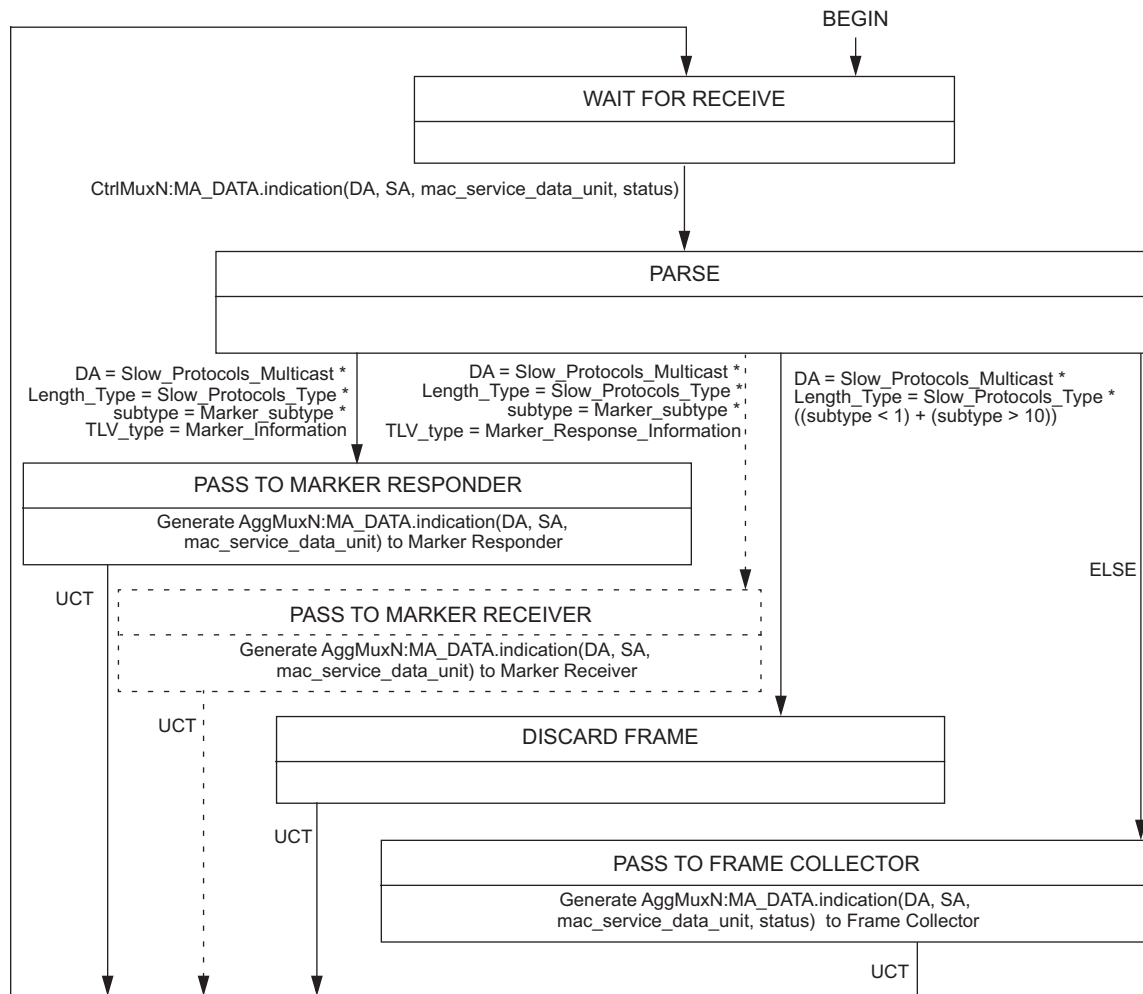 BEGIN
WAIT FOR RECEIVE
CtrlMuxN:MA_DATA.indication(DA, SA, mac_service_data_unit, status)
PARSE
DA = Slow_Protocols_Multicast *
Length_Type = Slow_Protocols_Type *
subtype = Marker_subtype *
TLV_type = Marker_Information
DA = Slow_Protocols_Multicast *
Length_Type = Slow_Protocols_Type *
subtype = Marker_subtype *
TLV_type = Marker_Response_Information
DA = Slow_Protocols_Multicast *
Length_Type = Slow_Protocols_Type *
((subtype < 1) + (subtype > 10))
PASS TO MARKER RESPONDER
Generate AggMuxN:MA_DATA.indication(DA, SA,
mac_service_data_unit) to Marker Responder
ELSE
UCT
PASS TO MARKER RECEIVER
Generate AggMuxN:MA_DATA.indication(DA, SA,
mac_service_data_unit) to Marker Receiver
UCT
DISCARD FRAME
UCT
PASS TO FRAME COLLECTOR
Generate AggMuxN:MA_DATA.indication(DA, SA,
mac_service_data_unit, status) to Frame Collector
UCT